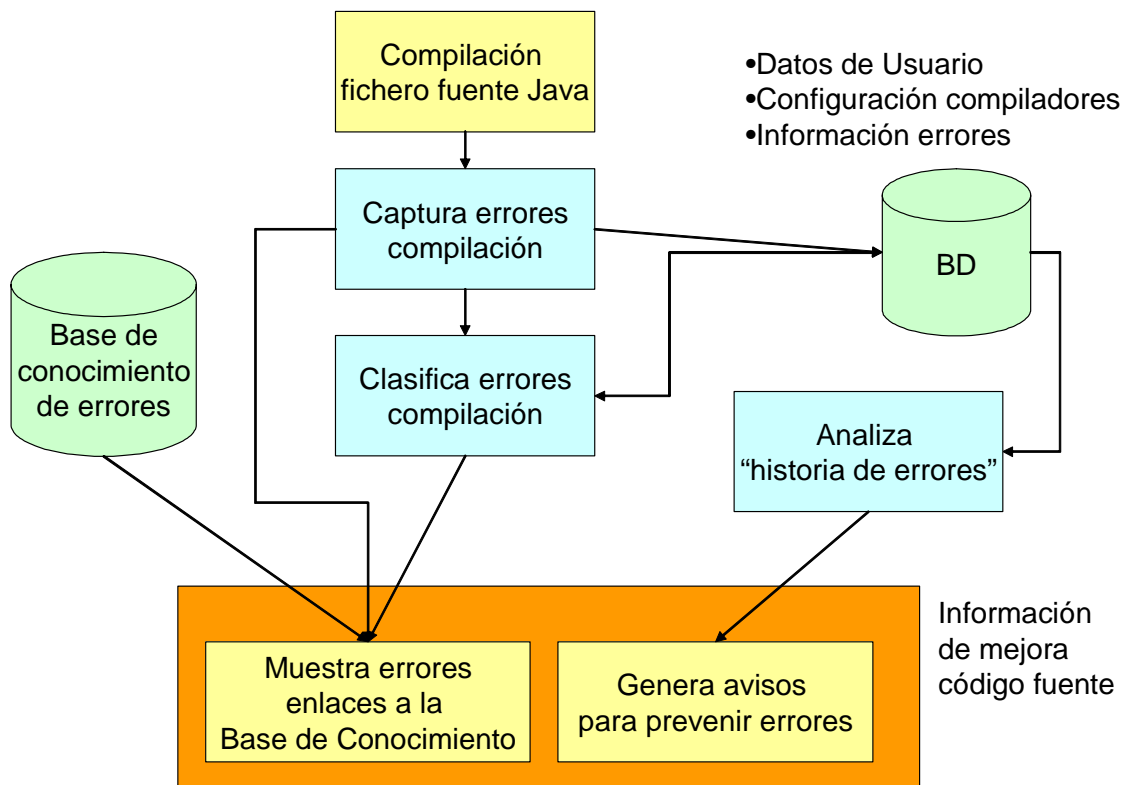 Compilación
fichero fuente Java
•Datos de Usuario
•Configuración compiladores
•Información errores
Captura errores
compilación
BD
Base de
conocimiento
de errores
Clasifica errores
compilación
Analiza
“historia de errores”
Información
de mejora
código fuente
Muestra errores
enlaces a la
Base de Conocimiento
Genera avisos
para prevenir errores